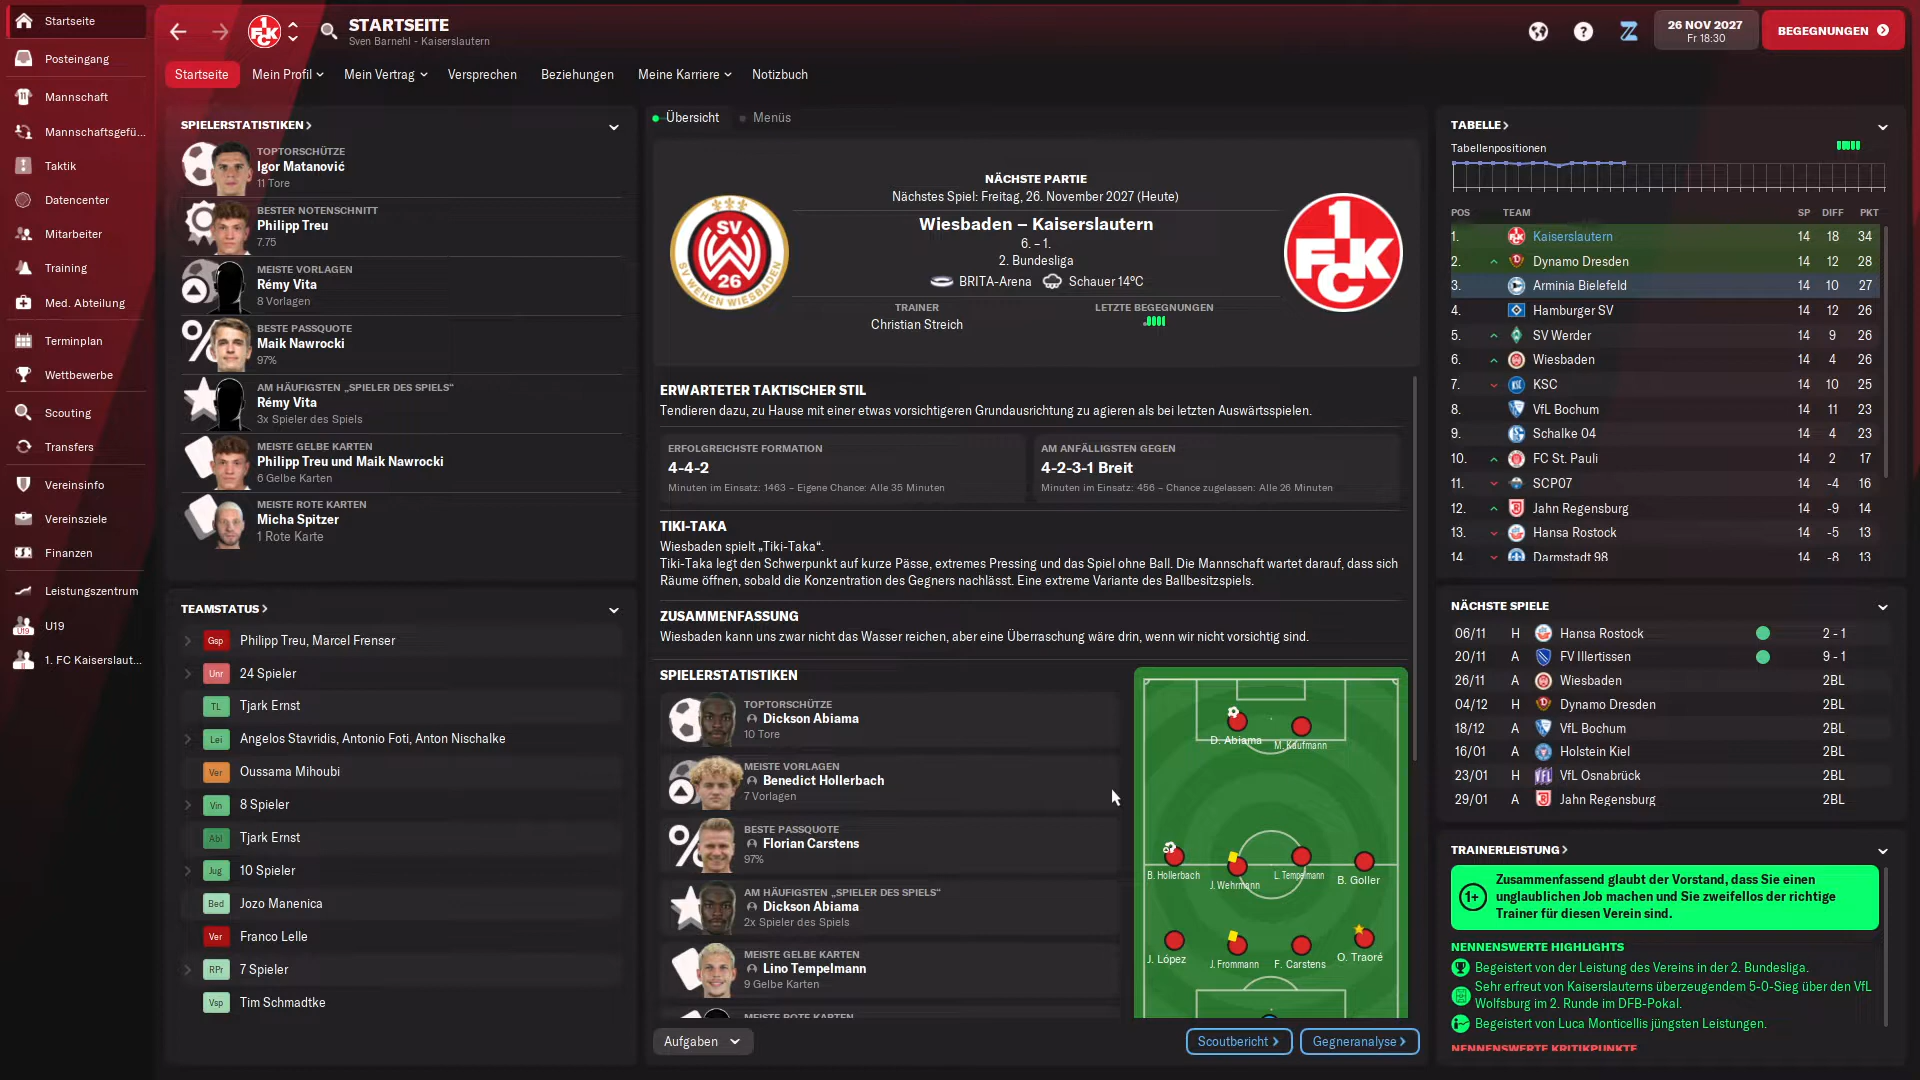 Startseite
Posteingang
Mannschaft
Mannschaftsgefü...
Taktik
Datencenter
Mitarbeiter
Training
Med. Abteilung
Terminplan
Wettbewerbe
Scouting
Transfers
Vereinsinfo
Vereinsziele
Finanzen
Leistungszentrum
U19
1. FC Kaiserslaut...
STARTSEITE
Sven Barnehl - Kaiserslautern
26 NOV 2027
Fr 18:30
BEGEGNUNGEN
Startseite Mein Profil Mein Vertrag Versprechen Beziehungen Meine Karriere Notizbuch
SPIELERSTATISTIKEN
TOPTORSCHÜTZE
Igor Matanović
11 Tore
BESTER NOTENSCHNITT
Philipp Treu
7.75
MEISTE VORLAGEN
Rémy Vita
8 Vorlagen
BESTE PASSQUOTE
Maik Nawrocki
97%
AM HÄUFIGSTEN „SPIELER DES SPIELS“
Rémy Vita
3x Spieler des Spiels
MEISTE GELBE KARTEN
Philipp Treu und Maik Nawrocki
6 Gelbe Karten
MEISTE ROTE KARTEN
Micha Spitzer
1 Rote Karte
TEAMSTATUS
Gsp Philipp Treu, Marcel Frenser
Unr 24 Spieler
TL Tjark Ernst
Lei Angelos Stavridis, Antonio Foti, Anton Nischalke
Ver Oussama Mihoubi
Vin 8 Spieler
Abl Tjark Ernst
Jug 10 Spieler
Bed Jozo Manenica
Ver Franco Lelle
RPr 7 Spieler
Vsp Tim Schmadtke
Übersicht Menüs
NÄCHSTE PARTIE
Nächstes Spiel: Freitag, 26. November 2027 (Heute)
Wiesbaden – Kaiserslautern
6. – 1.
2. Bundesliga
BRITA-Arena Schauer 14°C
TRAINER
Christian Streich
LETZTE BEGEGNUNGEN
SV
26
SV WEHEN WIESBADEN
1
FCK
ERWARTETER TAKTISCHER STIL
Tendieren dazu, zu Hause mit einer etwas vorsichtigeren Grundausrichtung zu agieren als bei letzten Auswärtsspielen.
ERFOLGREICHSTE FORMATION
4-4-2
Minuten im Einsatz: 1463 – Eigene Chance: Alle 35 Minuten
AM ANFÄLLIGSTEN GEGEN
4-2-3-1 Breit
Minuten im Einsatz: 456 – Chance zugelassen: Alle 26 Minuten
TIKI-TAKA
Wiesbaden spielt „Tiki-Taka“.
Tiki-Taka legt den Schwerpunkt auf kurze Pässe, extremes Pressing und das Spiel ohne Ball. Die Mannschaft wartet darauf, dass sich
Räume öffnen, sobald die Konzentration des Gegners nachlässt. Eine extreme Variante des Ballbesitzspiels.
ZUSAMMENFASSUNG
Wiesbaden kann uns zwar nicht das Wasser reichen, aber eine Überraschung wäre drin, wenn wir nicht vorsichtig sind.
SPIELERSTATISTIKEN
TOPTORSCHÜTZE
Dickson Abiama
10 Tore
MEISTE VORLAGEN
Benedict Hollerbach
7 Vorlagen
BESTE PASSQUOTE
Florian Carstens
97%
AM HÄUFIGSTEN „SPIELER DES SPIELS“
Dickson Abiama
2x Spieler des Spiels
MEISTE GELBE KARTEN
Lino Tempelmann
9 Gelbe Karten
MEISTE ROTE KARTEN
D. Abiama M. Kaufmann
B. Hollerbach J. Wehrmann L. Tempelmann B. Goller
J. López J. Frommann F. Carstens O. Traoré
Aufgaben
Scoutbericht
Gegneranalyse
TABELLE
Tabellenpositionen
POS TEAM SP DIFF PKT
1. Kaiserslautern 14 18 34
2. Dynamo Dresden 14 12 28
3. Arminia Bielefeld 14 10 27
4. Hamburger SV 14 12 26
5. SV Werder 14 9 26
6. Wiesbaden 14 4 26
7. KSC 14 10 25
8. VfL Bochum 14 11 23
9. Schalke 04 14 4 23
10. FC St. Pauli 14 2 17
11. SCP07 14 -4 16
12. Jahn Regensburg 14 -9 14
13. Hansa Rostock 14 -5 13
14 Darmstadt 98 14 -8 13
NÄCHSTE SPIELE
06/11 H Hansa Rostock 2 - 1
20/11 A FV Illertissen 9 - 1
26/11 A Wiesbaden 2BL
04/12 H Dynamo Dresden 2BL
18/12 A VfL Bochum 2BL
16/01 A Holstein Kiel 2BL
23/01 H VfL Osnabrück 2BL
29/01 A Jahn Regensburg 2BL
TRAINERLEISTUNG
1+
Zusammenfassend glaubt der Vorstand, dass Sie einen
unglaublichen Job machen und Sie zweifellos der richtige
Trainer für diesen Verein sind.
NENNENSWERTE HIGHLIGHTS
Begeistert von der Leistung des Vereins in der 2. Bundesliga.
Sehr erfreut von Kaiserslauterns überzeugendem 5-0-Sieg über den VfL
Wolfsburg im 2. Runde im DFB-Pokal.
Begeistert von Luca Monticellis jüngsten Leistungen.
NENNENSWERTE KRITIKPUNKTE